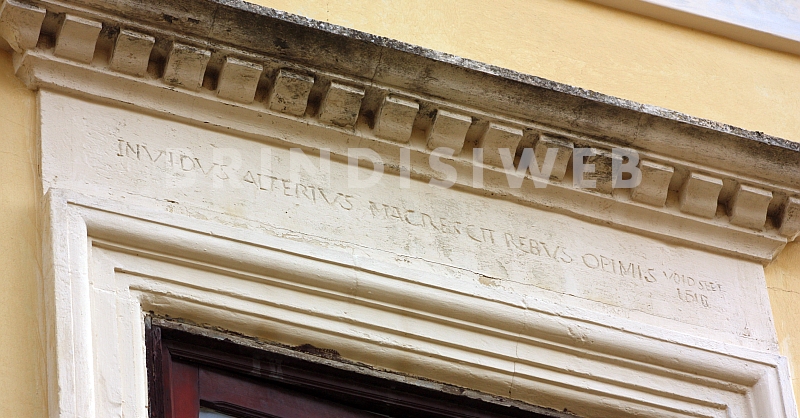 INVIDVS ALTERIVS MACRESCIT REBVS OPIMIS
BRINDISIWEB